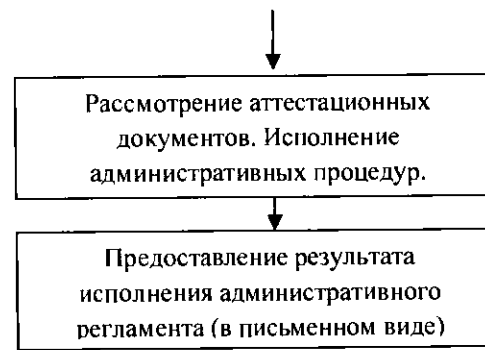 Рассмотрение аттестационных
документов. Исполнение
административных процедур.
Предоставление результата
исполнения административного
регламента (в письменном виде)